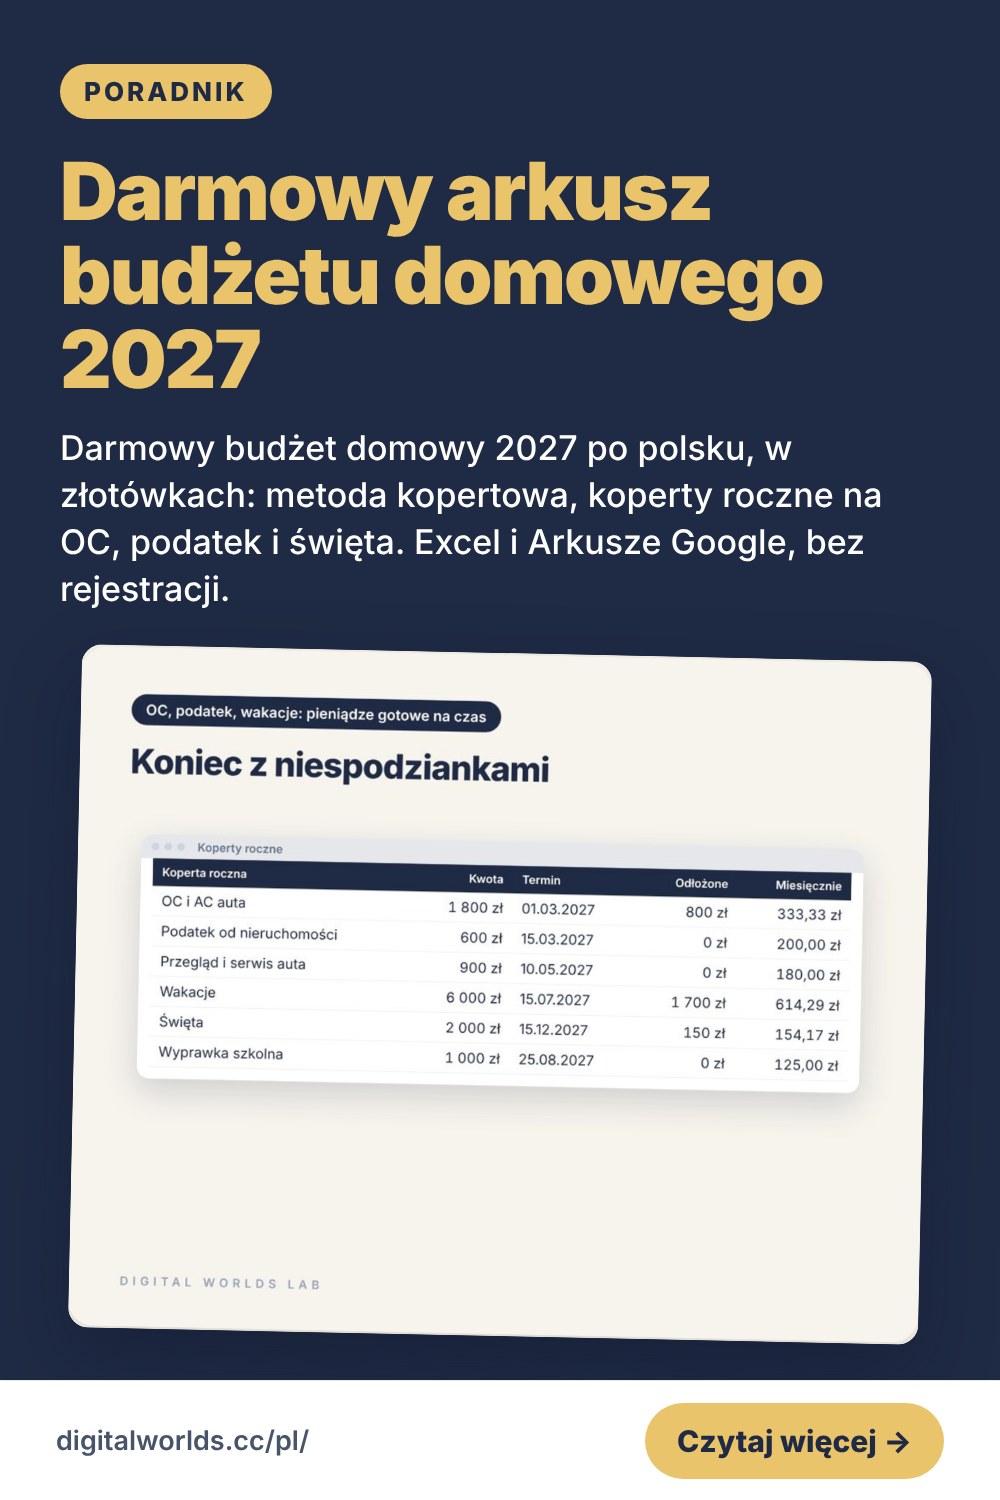 PORADNIK
Darmowy arkusz
budżetu domowego
2027
Darmowy budżet domowy 2027 po polsku, w
złotówkach: metoda kopertowa, koperty roczne na
OC, podatek i święta. Excel i Arkusze Google, bez
rejestracji.
OC, podatek, wakacje: pieniądze gotowe na czas
Koniec z niespodziankami
Koperty roczne
Koperta roczna Kwota Termin Odłożone Miesięcznie
OC i AC auta 1 800 zł 01.03.2027 800 zł 333,33 zł
Podatek od nieruchomości 600 zł 15.03.2027 0 zł 200,00 zł
Przegląd i serwis auta 900 zł 10.05.2027 0 zł 180,00 zł
Wakacje 6 000 zł 15.07.2027 1 700 zł 614,29 zł
Święta 2 000 zł 15.12.2027 150 zł 154,17 zł
Wyprawka szkolna 1 000 zł 25.08.2027 0 zł 125,00 zł
DIGITAL WORLDS LAB
digitalworlds.cc/pl/
Czytaj więcej →